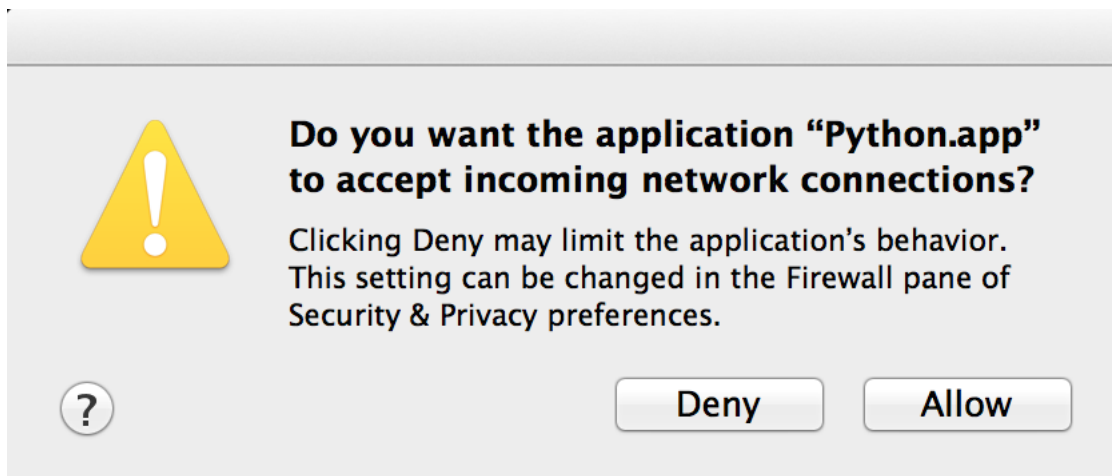 Do you want the application “Python.app”
to accept incoming network connections?
Clicking Deny may limit the application’s behavior.
This setting can be changed in the Firewall pane of
Security & Privacy preferences.
?
Deny
Allow